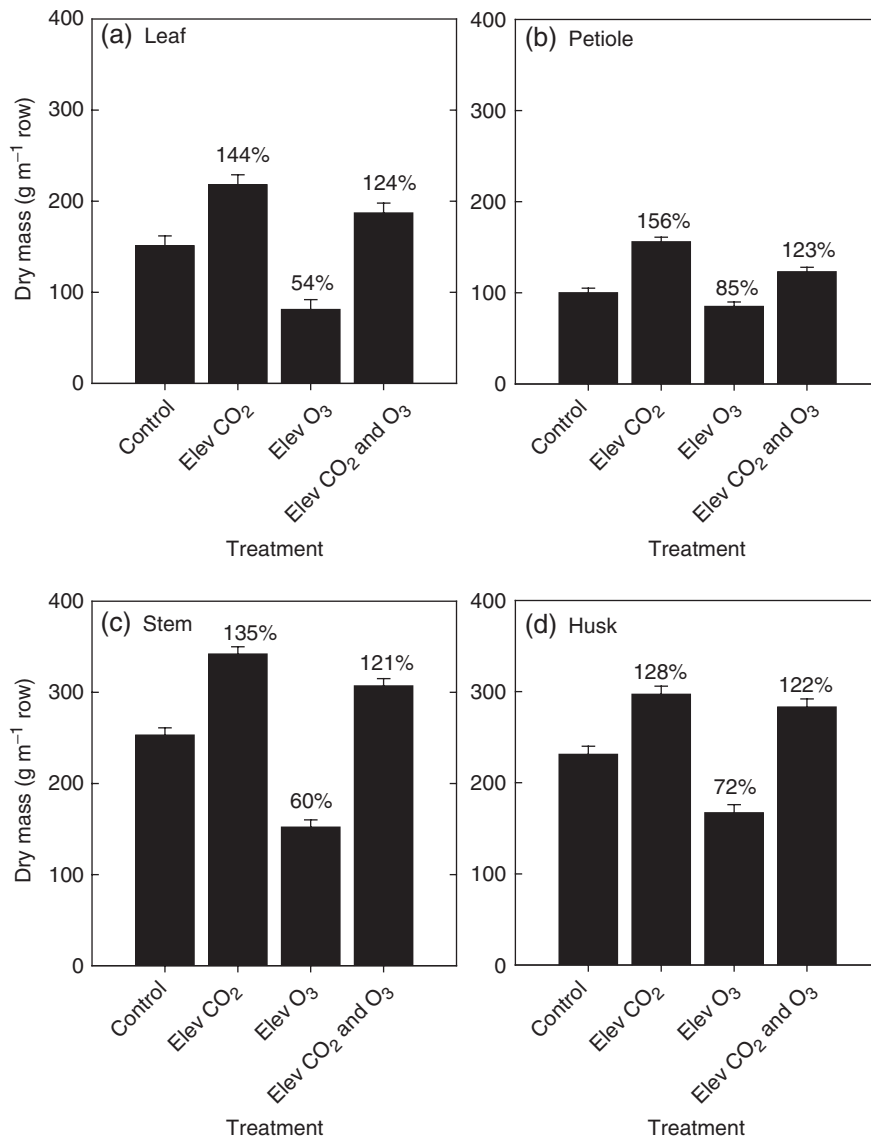 (a) Leaf
Dry mass (g m⁻¹ row)
400
300
200
100
0
144%
54%
124%
Control
Elev CO₂
Elev O₃
Elev CO₂ and O₃
Treatment
(b) Petiole
400
300
200
100
0
156%
85%
123%
Control
Elev CO₂
Elev O₃
Elev CO₂ and O₃
Treatment
(c) Stem
Dry mass (g m⁻¹ row)
400
300
200
100
0
135%
60%
121%
Control
Elev CO₂
Elev O₃
Elev CO₂ and O₃
Treatment
(d) Husk
400
300
200
100
0
128%
72%
122%
Control
Elev CO₂
Elev O₃
Elev CO₂ and O₃
Treatment